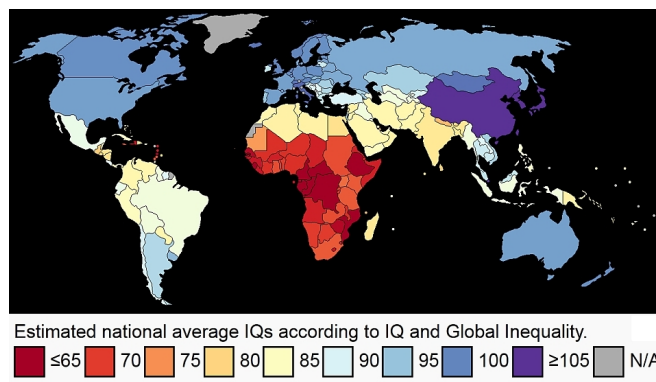 Estimated national average IQs according to IQ and Global Inequality.
≤65 70 75 80 85 90 95 100 ≥105 N/A